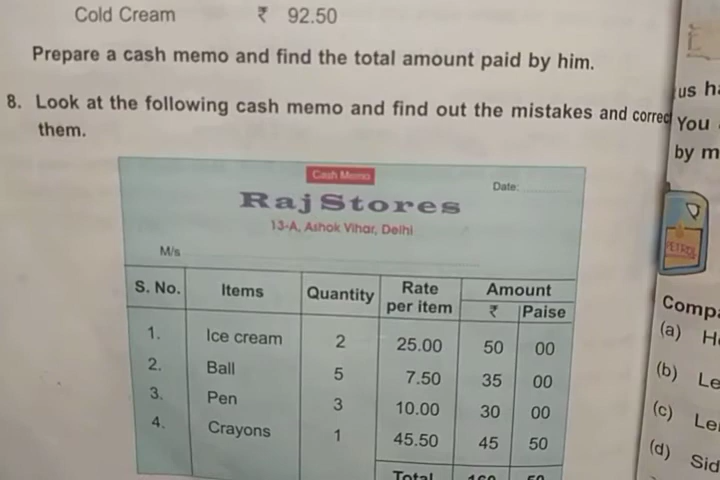 Cold Cream ₹ 92.50
Prepare a cash memo and find the total amount paid by him.
8. Look at the following cash memo and find out the mistakes and correct
them.
Cash Memo
Date:
Raj Stores
13-A, Ashok Vihar, Delhi
M/s
S. No. Items Quantity Rate per item Amount
₹ Paise
1. Ice cream 2 25.00 50 00
2. Ball 5 7.50 35 00
3. Pen 3 10.00 30 00
4. Crayons 1 45.50 45 50
Total
us
You
by m
PETROL
Compa
(a) H
(b) Le
(c) Le
(d) Sid